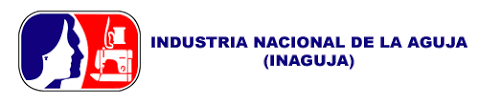 INDUSTRIA NACIONAL DE LA AGUJA
(INAGUJA)